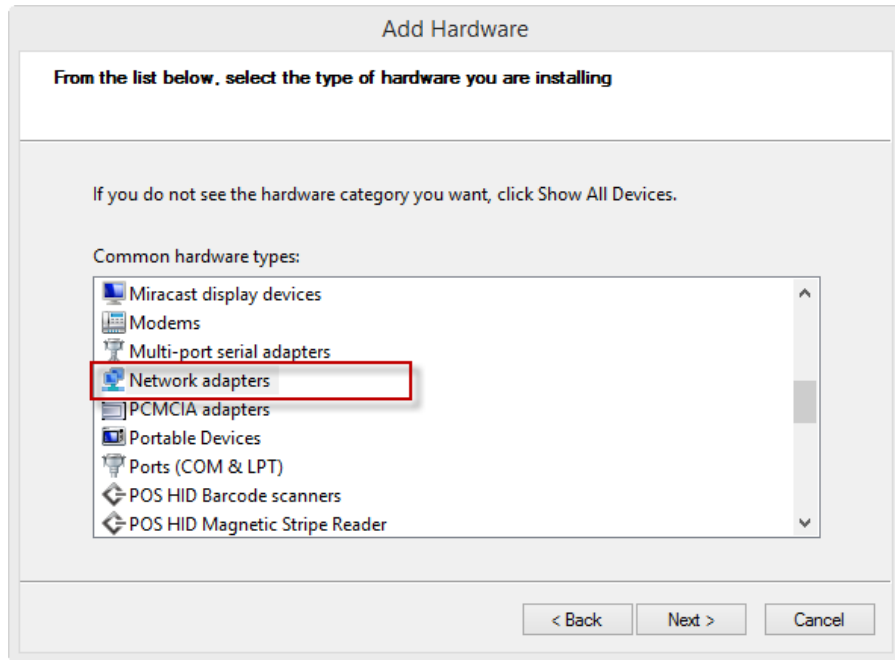 Add Hardware
From the list below, select the type of hardware you are installing
If you do not see the hardware category you want, click Show All Devices.
Common hardware types:
Miracast display devices
Modems
Multi-port serial adapters
Network adapters
PCMCIA adapters
Portable Devices
Ports (COM & LPT)
POS HID Barcode scanners
POS HID Magnetic Stripe Reader
< Back Next > Cancel